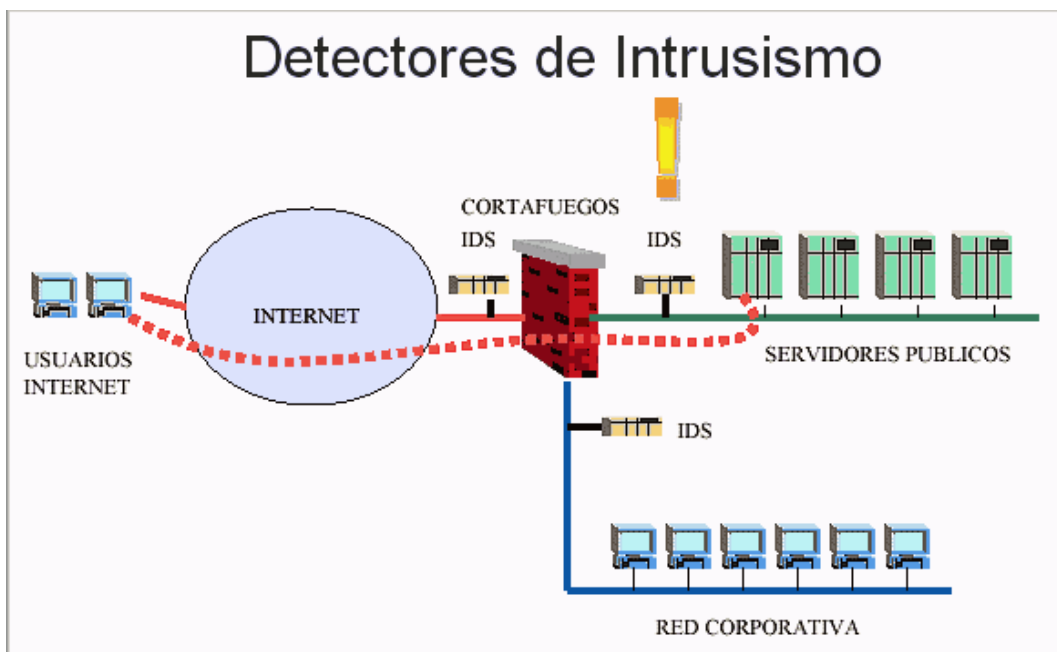 Detectores de Intrusismo
CORTAFUEGOS
IDS
IDS
INTERNET
USUARIOS
INTERNET
SERVIDORES PUBLICOS
IDS
RED CORPORATIVA